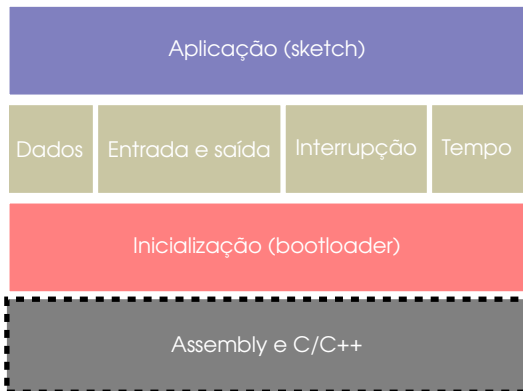 Aplicação (sketch)
Dados Entrada e saída Interrupção Tempo
Inicialização (bootloader)
Assembly e C/C++